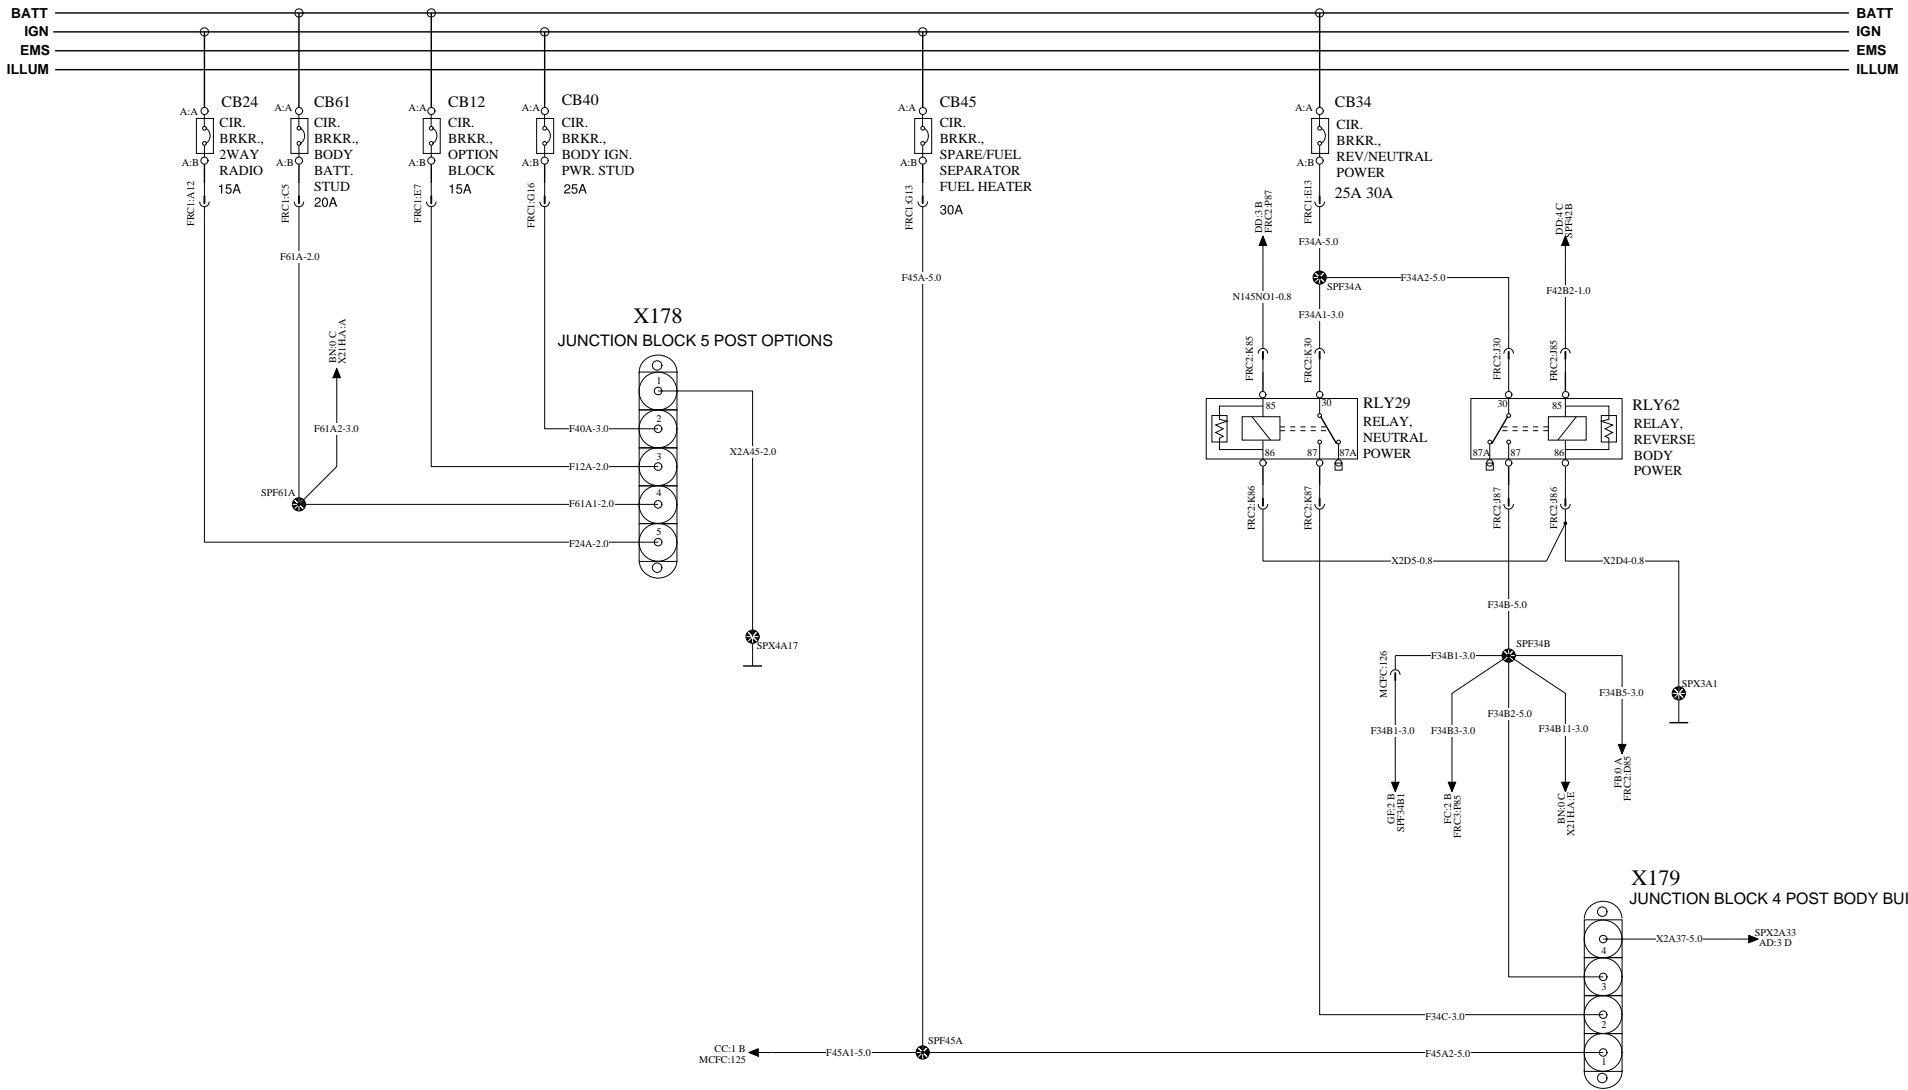 BATT
IGN
EMS
ILLUM
BATT
IGN
EMS
ILLUM
A:A
CB24
CIR.
BRKR.,
2WAY
RADIO
15A
A:B
FRC1:A12
A:A
CB61
CIR.
BRKR.,
BODY
BATT.
STUD
20A
A:B
FRC1:C5
A:A
CB12
CIR.
BRKR.,
OPTION
BLOCK
15A
A:B
FRC1:E7
A:A
CB40
CIR.
BRKR.,
BODY IGN.
PWR. STUD
25A
A:B
FRC1:G16
A:A
CB45
CIR.
BRKR.,
SPARE/FUEL
SEPARATOR
FUEL HEATER
30A
A:B
FRC1:G13
A:A
CB34
CIR.
BRKR.,
REV/NEUTRAL
POWER
25A 30A
A:B
FRC1:E13
DD:3 B
FRC2:P87
DD:4 C
SPF42B
F61A-2.0
F45A-5.0
F34A-5.0
SPF34A
F34A2-5.0
N145NO1-0.8
F42B2-1.0
F34A1-3.0
X178
JUNCTION BLOCK 5 POST OPTIONS
1
2
3
4
5
BN:0 C
X21H.A:A
F61A2-3.0
SPF61A
F40A-3.0
F12A-2.0
F61A1-2.0
F24A-2.0
X2A45-2.0
SPX4A17
FRC2:K85
FRC2:K30
FRC2:J30
FRC2:J85
85
30
86
87
87A
RLY29
RELAY,
NEUTRAL
POWER
30
85
87A
87
86
RLY62
RELAY,
REVERSE
BODY
POWER
FRC2:K86
FRC2:K87
FRC2:J87
FRC2:J86
X2D5-0.8
X2D4-0.8
F34B-5.0
SPF34B
F34B1-3.0
MCFC:126
F34B5-3.0
SPX3A1
F34B2-5.0
F34B1-3.0
F34B3-3.0
F34B11-3.0
GF:2 B
SPF34B1
FC:2 B
FRC3:P85
BN:0 C
X21H.A:E
FB:0 A
FRC2:D85
X179
JUNCTION BLOCK 4 POST BODY BUI
4
3
2
1
X2A37-5.0
SPX2A33
AD:3 D
F34C-3.0
CC:1 B
MCFC:125
F45A1-5.0
SPF45A
F45A2-5.0